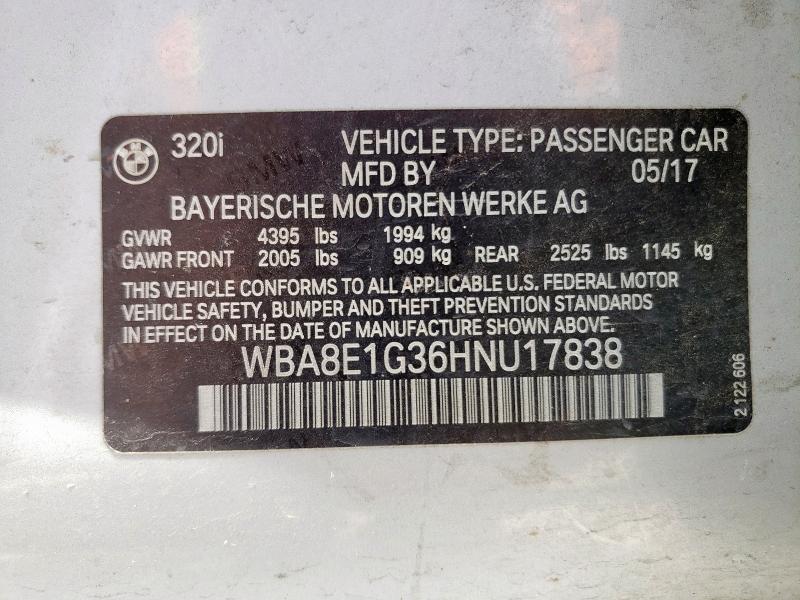 320i VEHICLE TYPE: PASSENGER CAR
MFD BY 05/17
BAYERISCHE MOTOREN WERKE AG
GVWR 4395 lbs 1994 kg
GAWR FRONT 2005 lbs 909 kg REAR 2525 lbs 1145 kg
THIS VEHICLE CONFORMS TO ALL APPLICABLE U.S. FEDERAL MOTOR
VEHICLE SAFETY, BUMPER AND THEFT PREVENTION STANDARDS
IN EFFECT ON THE DATE OF MANUFACTURE SHOWN ABOVE.
WBA8E1G36HNU17838
2 122 606